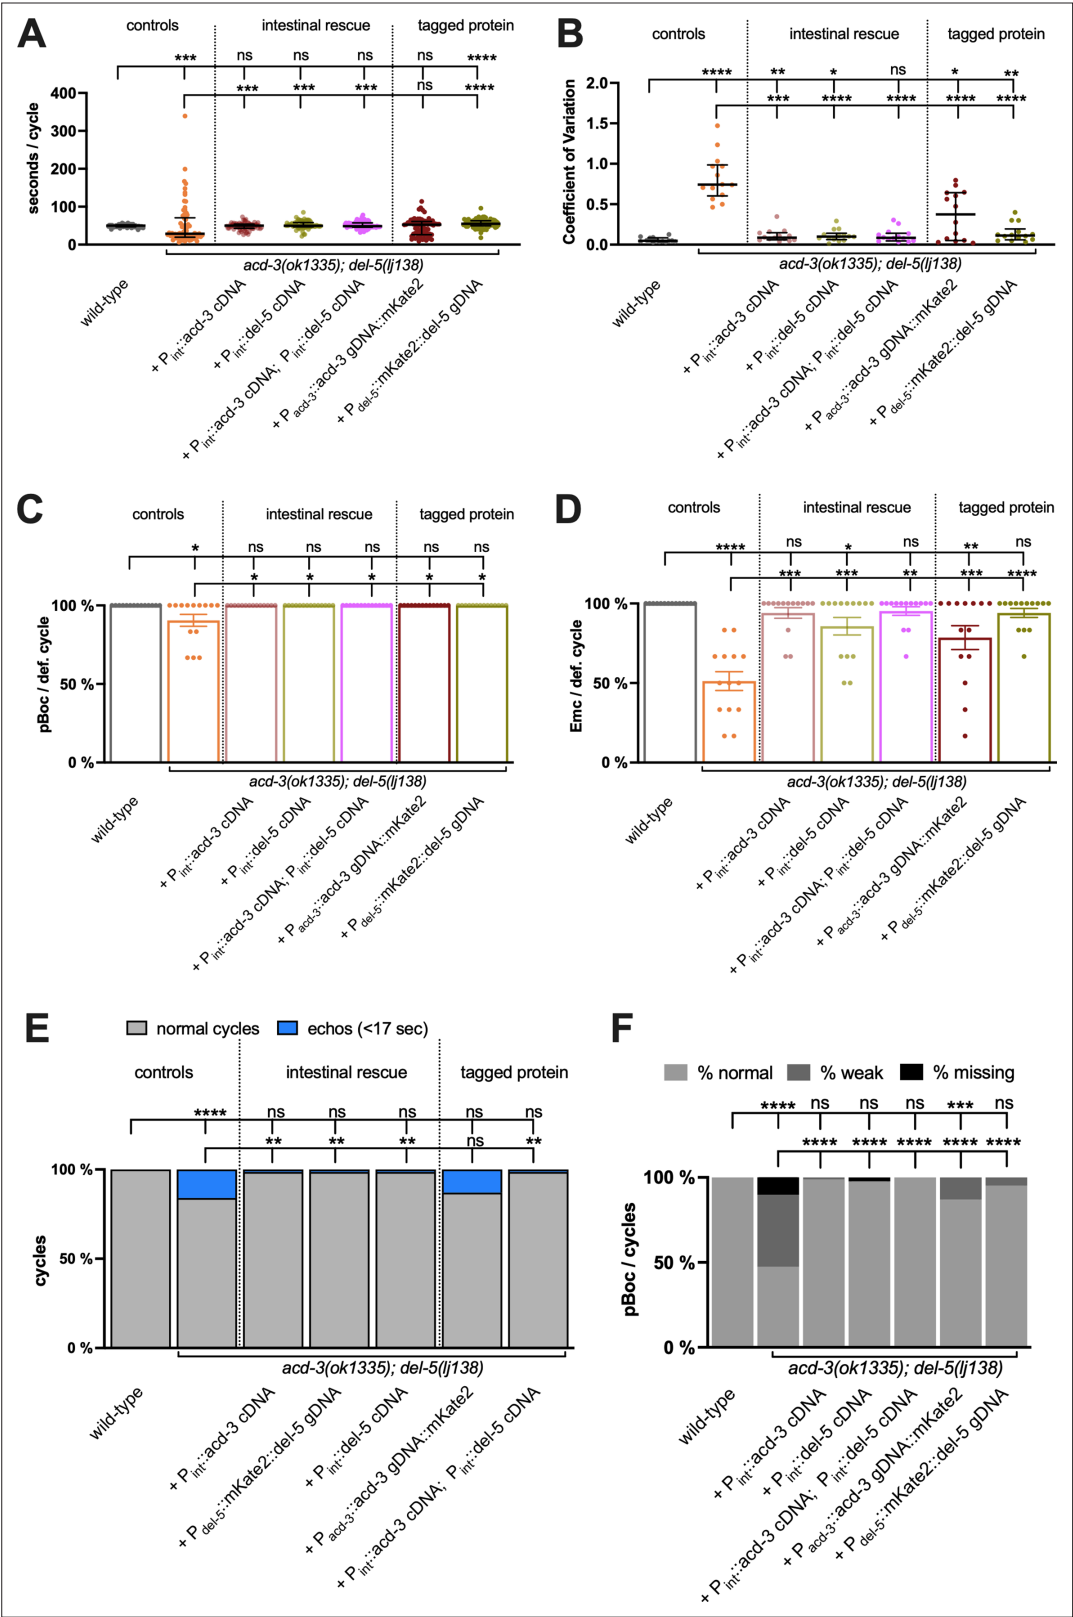 A
controls
intestinal rescue
tagged protein
*** ns ns ns ns ****
*** *** *** ns ****
seconds / cycle
400
300
200
100
0
acd-3(ok1335); del-5(lj138)
wild-type
+ Pint::acd-3 cDNA
+ Pint::del-5 cDNA
+ Pint::acd-3 cDNA; Pint::del-5 cDNA
+ Pacd-3::acd-3 gDNA::mKate2
+ Pdel-5::mKate2::del-5 gDNA
B
controls
intestinal rescue
tagged protein
**** ** * ns * **
*** **** **** **** ****
Coefficient of Variation
2.0
1.5
1.0
0.5
0.0
acd-3(ok1335); del-5(lj138)
wild-type
+ Pint::acd-3 cDNA
+ Pint::del-5 cDNA
+ Pint::acd-3 cDNA; Pint::del-5 cDNA
+ Pacd-3::acd-3 gDNA::mKate2
+ Pdel-5::mKate2::del-5 gDNA
C
controls
intestinal rescue
tagged protein
* ns ns ns ns ns
* * * * *
pBoc / def. cycle
100 %
50 %
0 %
acd-3(ok1335); del-5(lj138)
wild-type
+ Pint::acd-3 cDNA
+ Pint::del-5 cDNA
+ Pint::acd-3 cDNA; Pint::del-5 cDNA
+ Pacd-3::acd-3 gDNA::mKate2
+ Pdel-5::mKate2::del-5 gDNA
D
controls
intestinal rescue
tagged protein
**** ns * ns ** ns
*** *** ** *** ****
Emc / def. cycle
100 %
50 %
0 %
acd-3(ok1335); del-5(lj138)
wild-type
+ Pint::acd-3 cDNA
+ Pint::del-5 cDNA
+ Pint::acd-3 cDNA; Pint::del-5 cDNA
+ Pacd-3::acd-3 gDNA::mKate2
+ Pdel-5::mKate2::del-5 gDNA
E
normal cycles
echos (<17 sec)
controls
intestinal rescue
tagged protein
**** ns ns ns ns ns
** ** ** ns **
cycles
100 %
50 %
0 %
acd-3(ok1335); del-5(lj138)
wild-type
+ Pint::acd-3 cDNA
+ Pdel-5::mKate2::del-5 gDNA
+ Pint::del-5 cDNA
+ Pacd-3::acd-3 gDNA::mKate2
+ Pint::acd-3 cDNA; Pint::del-5 cDNA
F
% normal
% weak
% missing
**** ns ns ns *** ns
**** **** **** **** ****
pBoc / cycles
100 %
50 %
0 %
acd-3(ok1335); del-5(lj138)
wild-type
+ Pint::acd-3 cDNA
+ Pint::del-5 cDNA
+ Pint::acd-3 cDNA; Pint::del-5 cDNA
+ Pacd-3::acd-3 gDNA::mKate2
+ Pdel-5::mKate2::del-5 gDNA